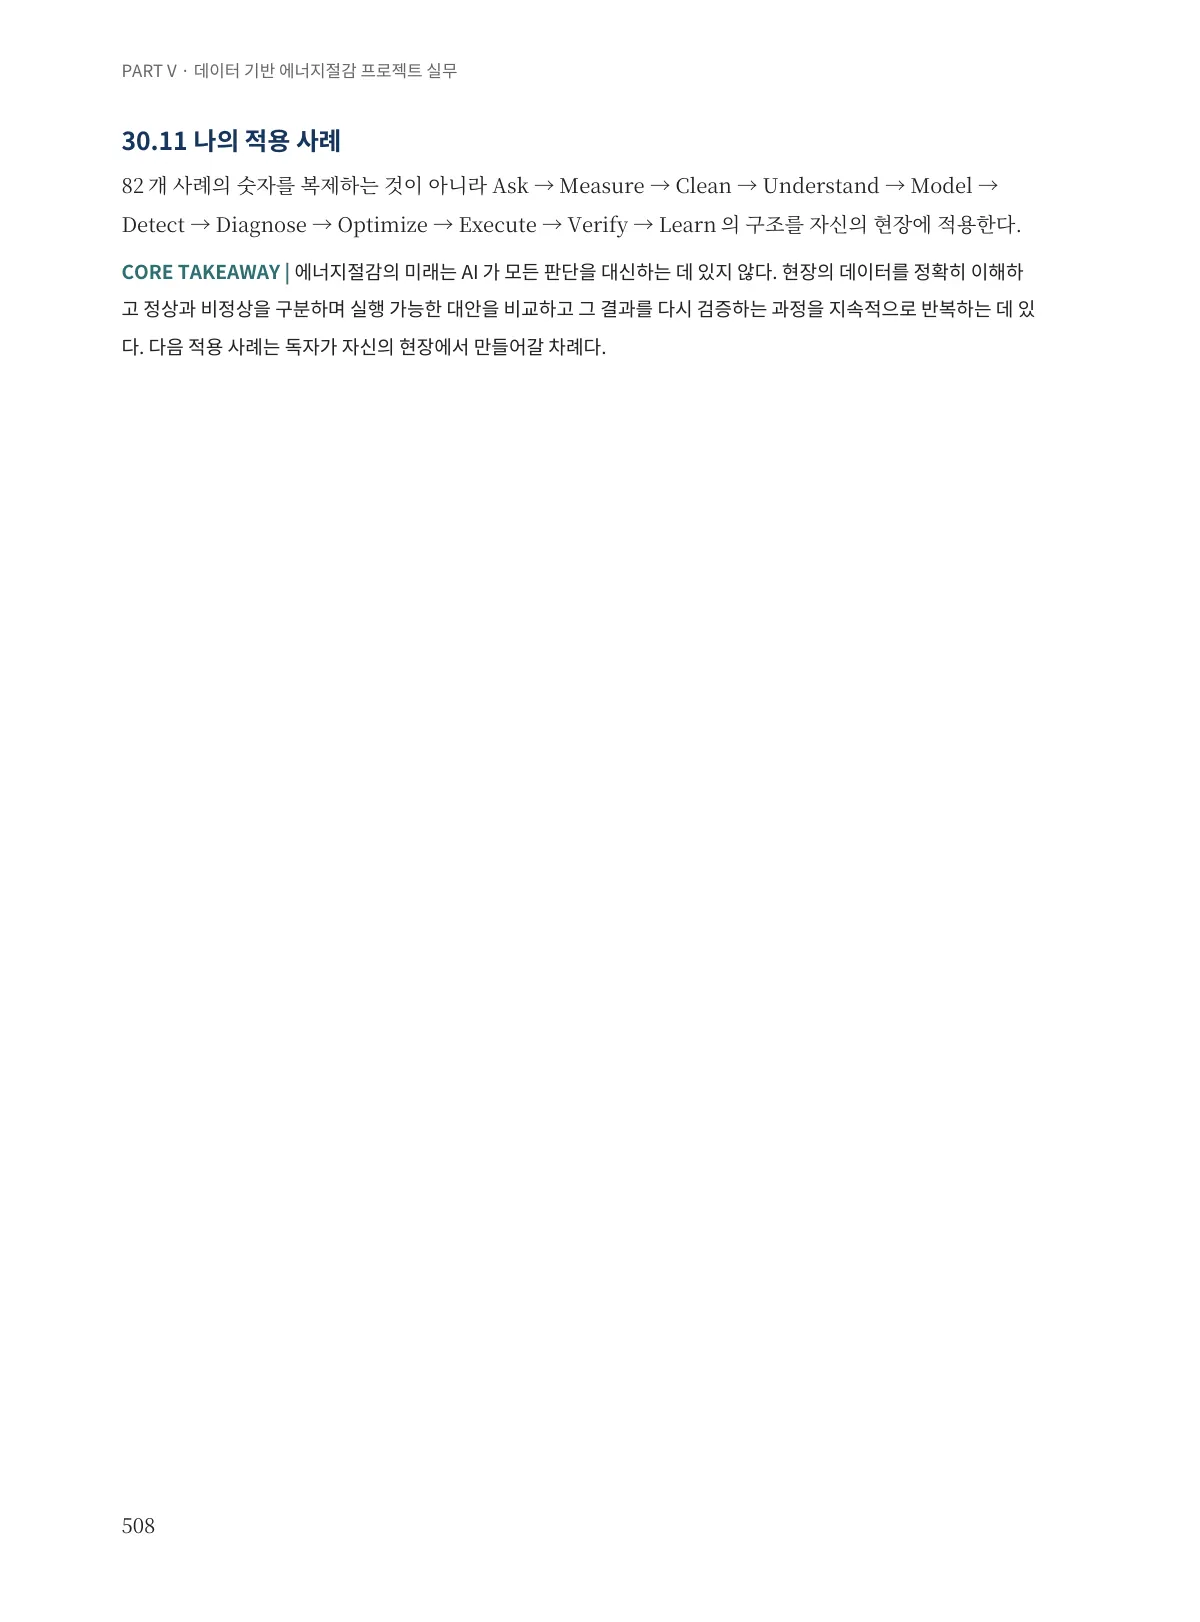 PART V · 데이터 기반 에너지절감 프로젝트 실무
30.11 나의 적용 사례
82개 사례의 숫자를 복제하는 것이 아니라 Ask → Measure → Clean → Understand → Model →
Detect → Diagnose → Optimize → Execute → Verify → Learn의 구조를 자신의 현장에 적용한다.
CORE TAKEAWAY | 에너지절감의 미래는 AI가 모든 판단을 대신하는 데 있지 않다. 현장의 데이터를 정확히 이해하
고 정상과 비정상을 구분하며 실행 가능한 대안을 비교하고 그 결과를 다시 검증하는 과정을 지속적으로 반복하는 데 있
다. 다음 적용 사례는 독자가 자신의 현장에서 만들어갈 차례다.
508